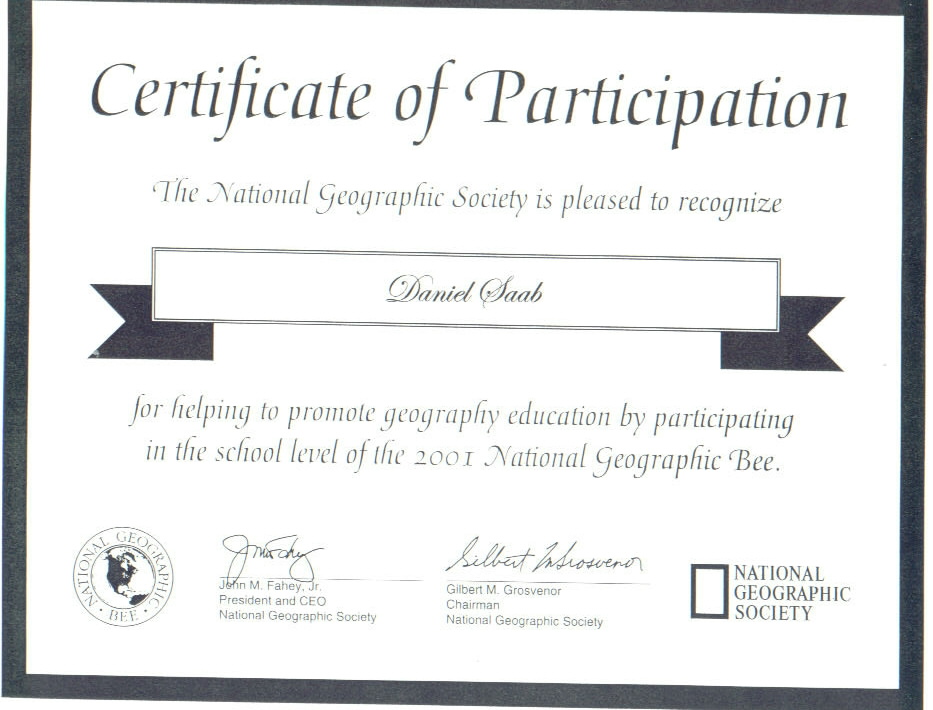 Certificate of Participation
The National Geographic Society is pleased to recognize
Daniel Saab
for helping to promote geography education by participating
in the school level of the 2001 National Geographic Bee.
NATIONAL GEOGRAPHIC
• BEE •
John M. Fahey, Jr.
President and CEO
National Geographic Society
Gilbert M Grosvenor
Gilbert M. Grosvenor
Chairman
National Geographic Society
NATIONAL
GEOGRAPHIC
SOCIETY